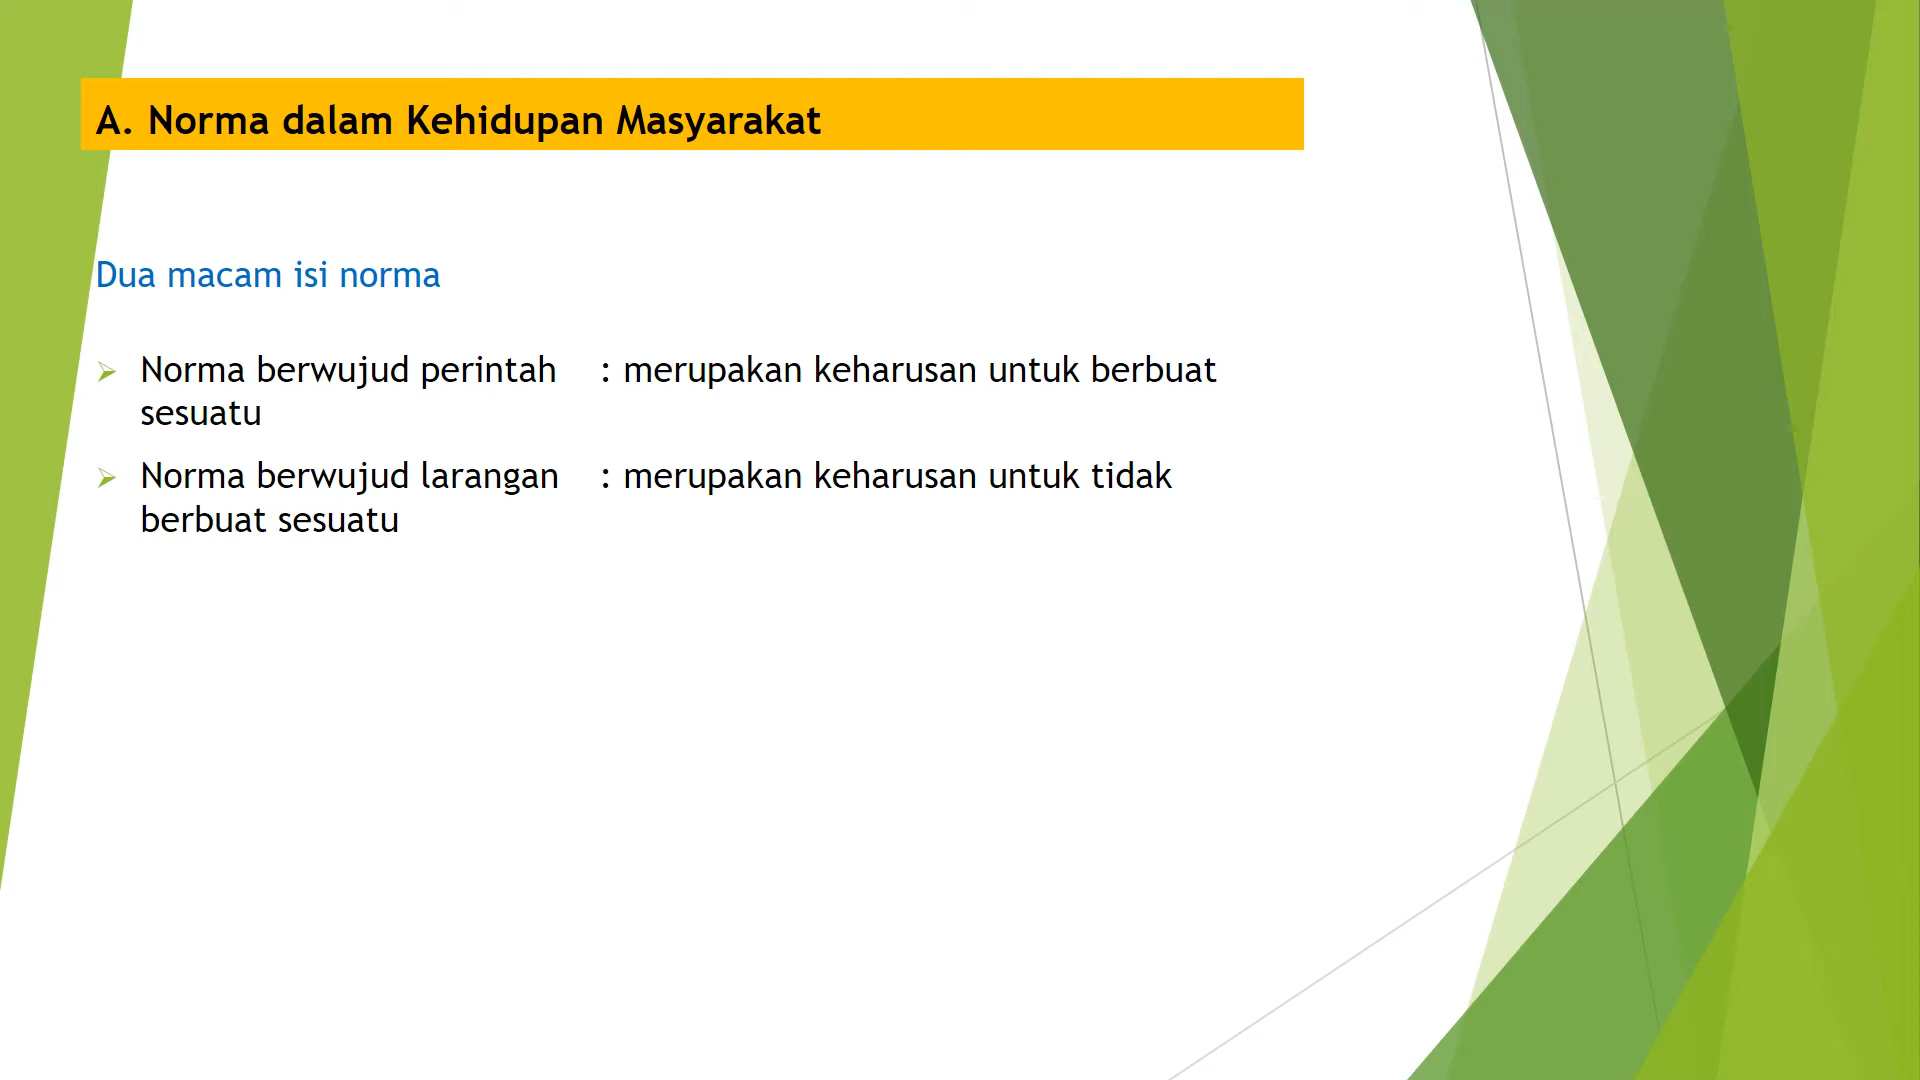 A. Norma dalam Kehidupan Masyarakat
Dua macam isi norma
Norma berwujud perintah : merupakan keharusan untuk berbuat
sesuatu
Norma berwujud larangan : merupakan keharusan untuk tidak
berbuat sesuatu